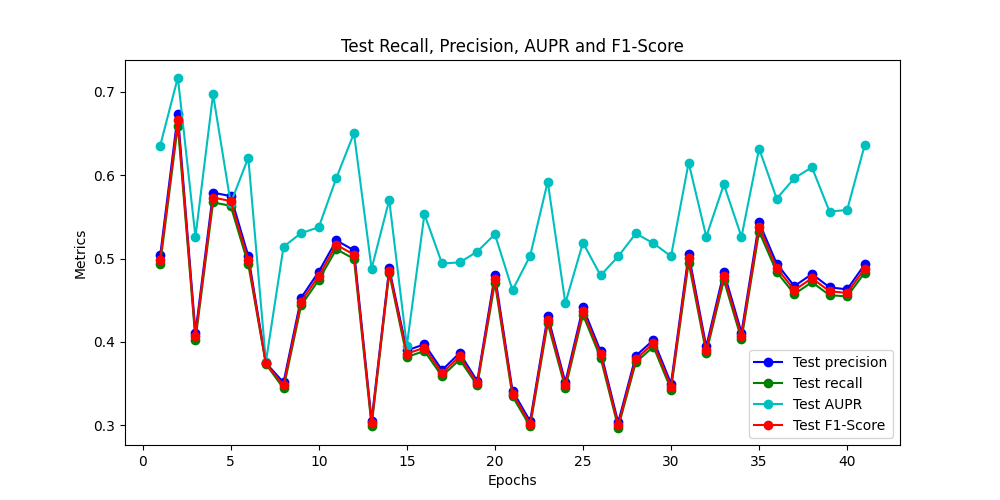 Test Recall, Precision, AUPR and F1-Score
Metrics
0.7
0.6
0.5
0.4
0.3
0
5
10
15
20
25
30
35
40
Epochs
Test precision
Test recall
Test AUPR
Test F1-Score